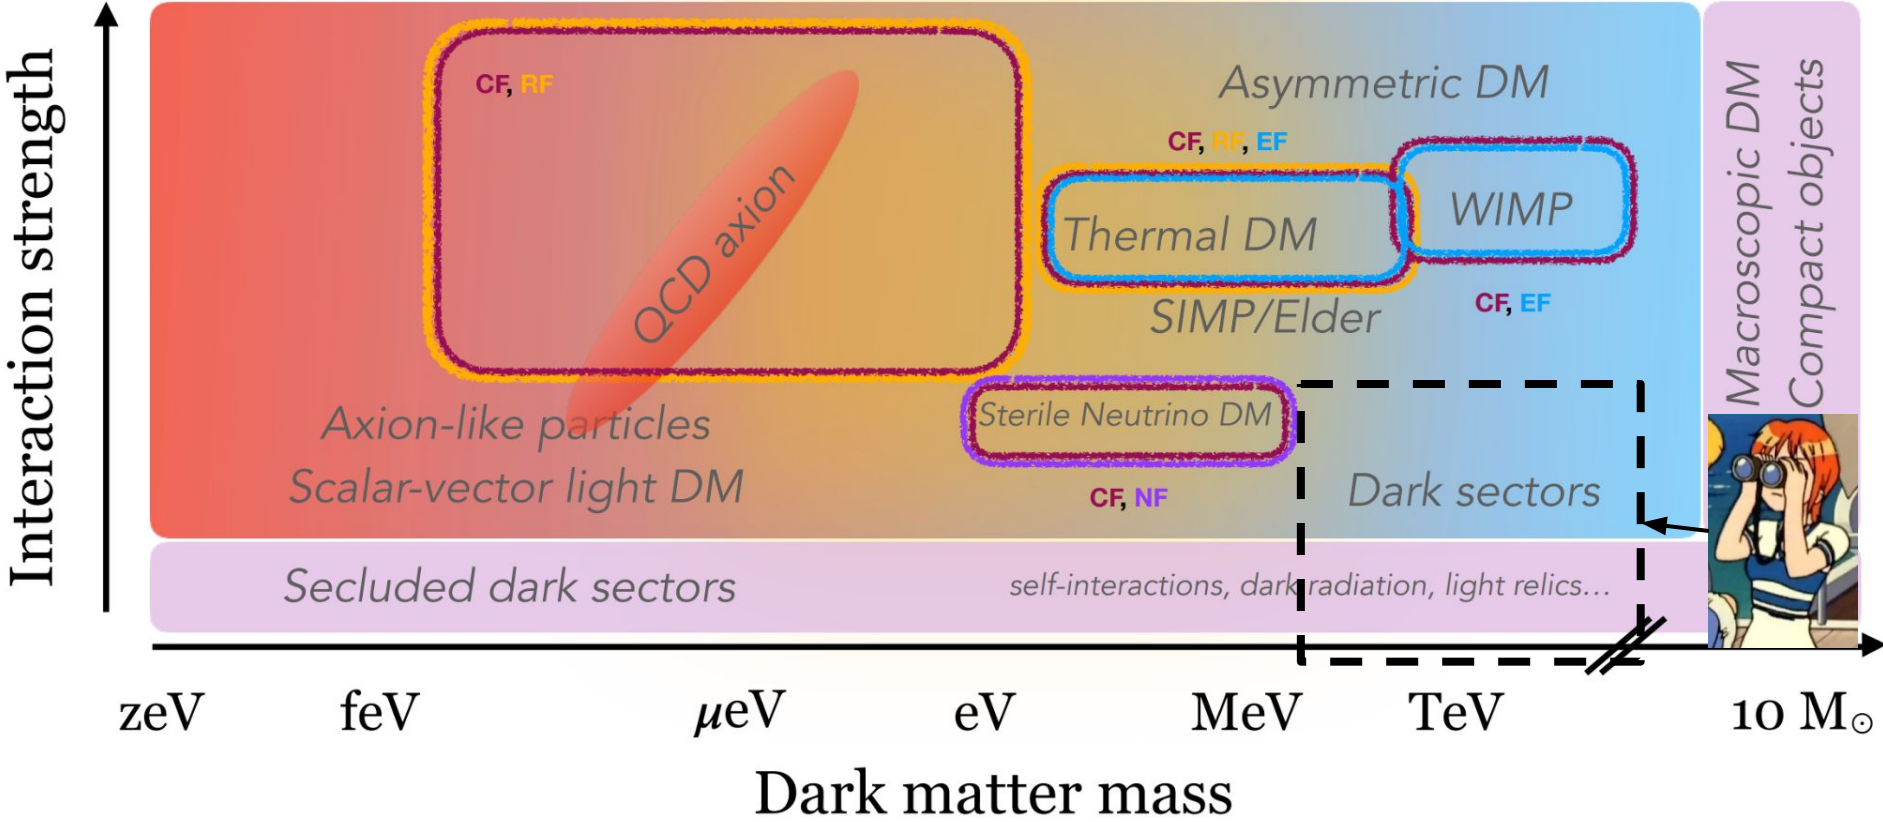 Interaction strength
CF, RF
QCD axion
Asymmetric DM
CF, RF, EF
Thermal DM
WIMP
CF, EF
SIMP/Elder
Macroscopic DM
Compact objects
Sterile Neutrino DM
CF, NF
Axion-like particles
Scalar-vector light DM
Dark sectors
Secluded dark sectors
self-interactions, dark radiation, light relics...
zeV
feV
μeV
eV
MeV
TeV
10 M☉
Dark matter mass